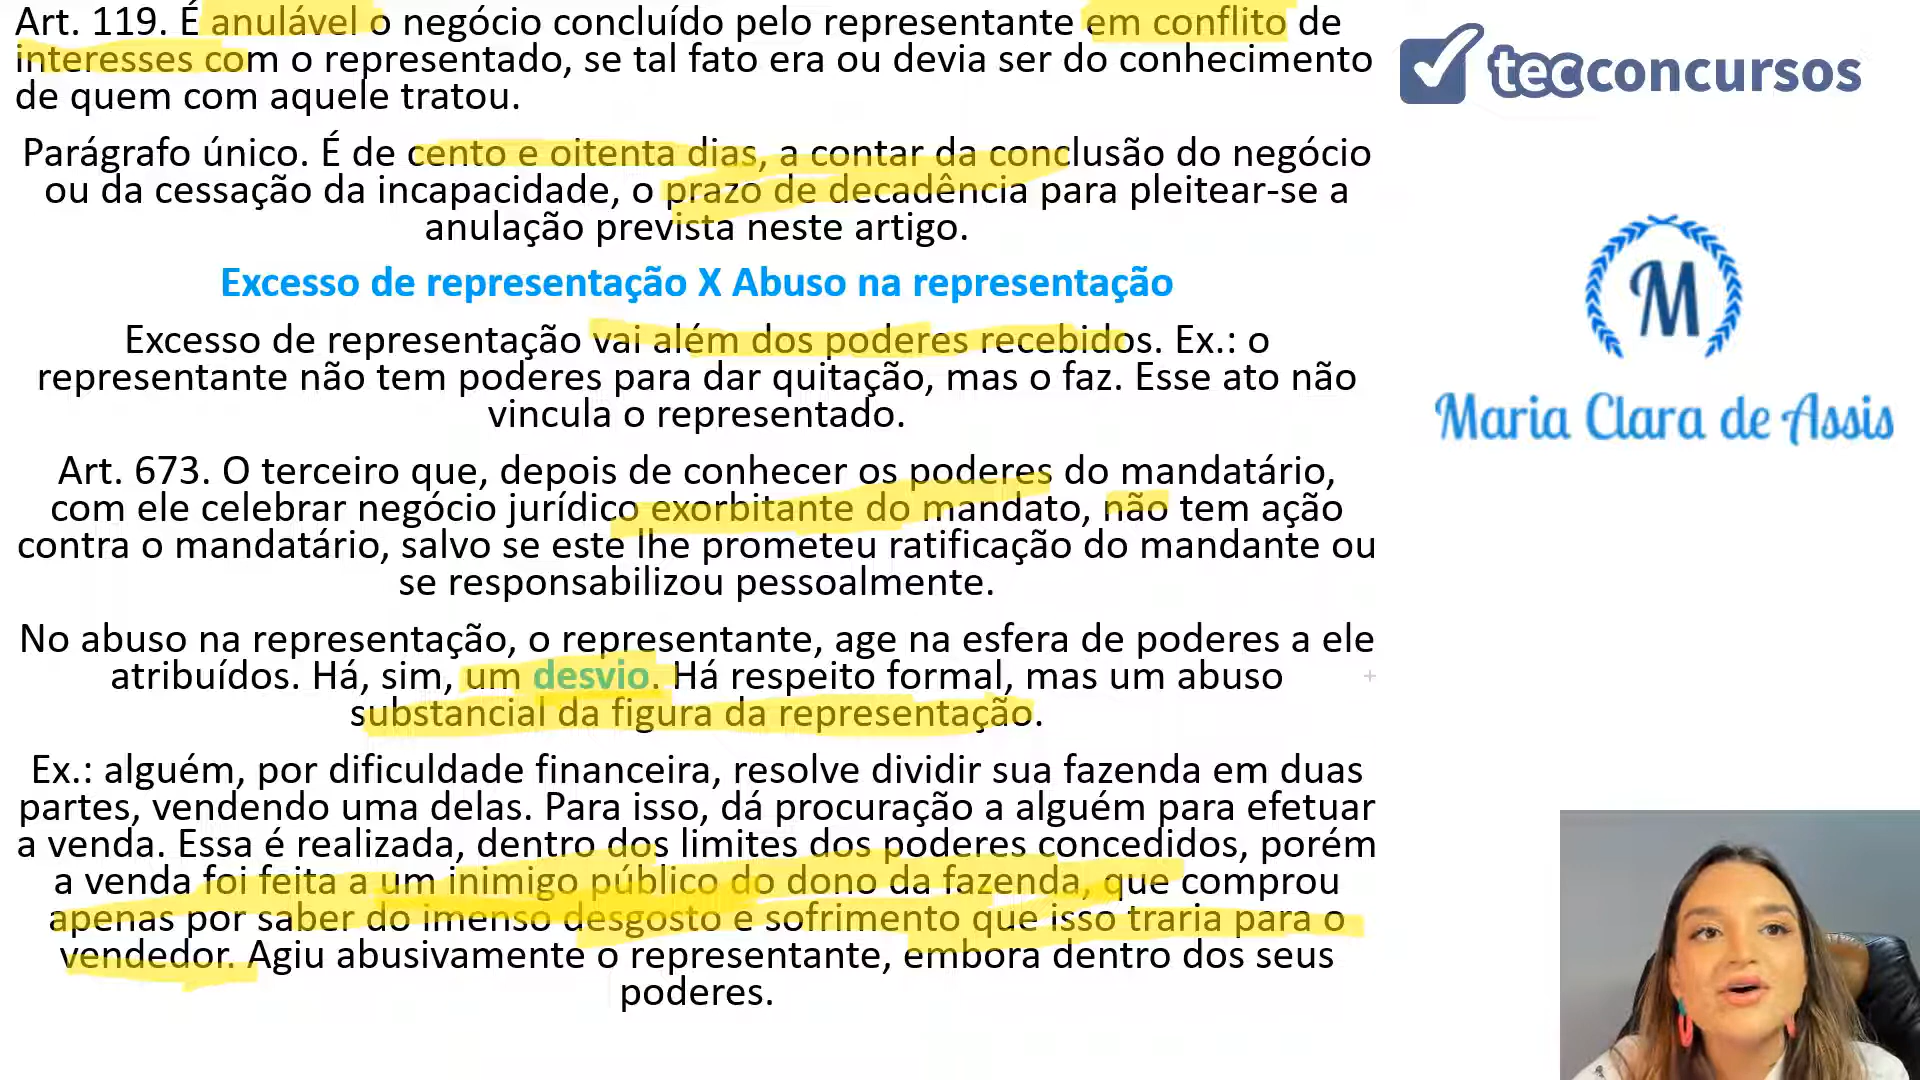 Art. 119. É anulável o negócio concluído pelo representante em conflito de
interesses com o representado, se tal fato era ou devia ser do conhecimento
de quem com aquele tratou.
Parágrafo único. É de cento e oitenta dias, a contar da conclusão do negócio
ou da cessação da incapacidade, o prazo de decadência para pleitear-se a
anulação prevista neste artigo.
Excesso de representação X Abuso na representação
Excesso de representação vai além dos poderes recebidos. Ex.: o
representante não tem poderes para dar quitação, mas o faz. Esse ato não
vincula o representado.
Art. 673. O terceiro que, depois de conhecer os poderes do mandatário,
com ele celebrar negócio jurídico exorbitante do mandato, não tem ação
contra o mandatário, salvo se este lhe prometeu ratificação do mandante ou
se responsabilizou pessoalmente.
No abuso na representação, o representante, age na esfera de poderes a ele
atribuídos. Há, sim, um desvio. Há respeito formal, mas um abuso
substancial da figura da representação.
Ex.: alguém, por dificuldade financeira, resolve dividir sua fazenda em duas
partes, vendendo uma delas. Para isso, dá procuração a alguém para efetuar
a venda. Essa é realizada, dentro dos limites dos poderes concedidos, porém
a venda foi feita a um inimigo público do dono da fazenda, que comprou
apenas por saber do imenso desgosto e sofrimento que isso traria para o
vendedor. Agiu abusivamente o representante, embora dentro dos seus
poderes.
tecconcursos
M
Maria Clara de Assis